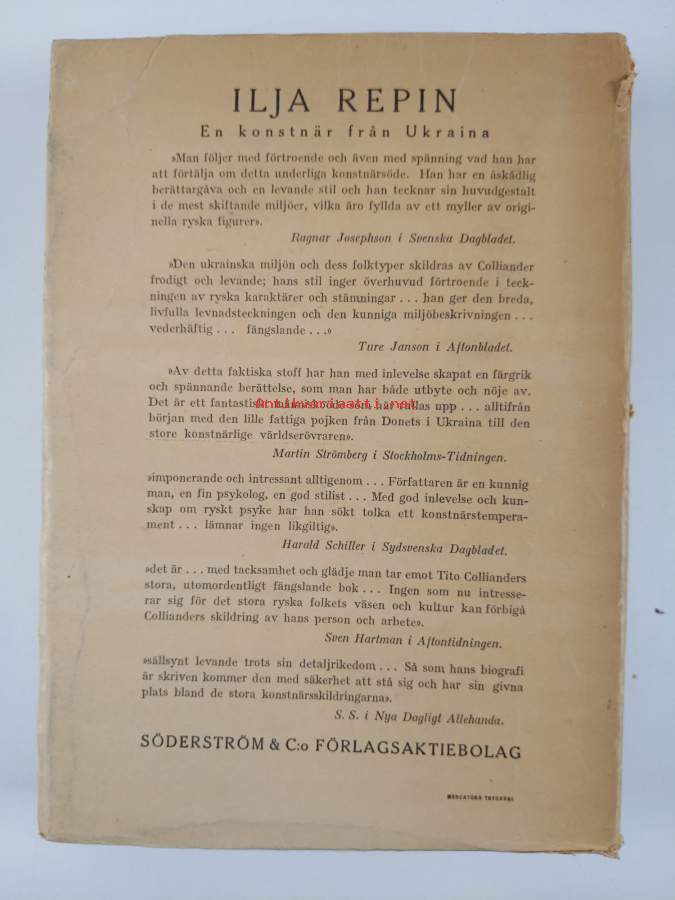 ILJA REPIN
En konstnär från Ukraina
»Man följer med förtroende och även med spänning vad han har
att förtälja om detta underliga konstnärsöde. Han har en åskådlig
berättargåva och en levande stil och han tecknar sin huvudgestalt
i de mest skiftande miljöer, vilka äro fyllda av ett myller av origi-
nella ryska figurer».
Ragnar Josephson i Svenska Dagbladet.
»Den ukrainska miljön och dess folktyper skildras av Colliander
frodigt och levande; hans stil inger överhuvud förtroende i teck-
ningen av ryska karaktärer och stämningar . . . han ger den breda,
livfulla levnadsteckningen och den kunniga miljöbeskrivningen . . .
vederhäftig . . . fängslande . . .»
Ture Janson i Aftonbladet.
»Av detta faktiska stoff har han med inlevelse skapat en färgrik
och spännande berättelse, som man har både utbyte och nöje av.
Det är ett fantastiskt som har rullas upp . . . alltifrån
Antikvariaatti.net
början med den lille fattiga pojken från Donets i Ukraina till den
store konstnärlige världserövraren».
Martin Strömberg i Stockholms-Tidningen.
»imponerande och intressant alltigenom . . . Författaren är en kunnig
man, en fin psykolog, en god stilist . . . Med god inlevelse och kun-
skap om ryskt psyke har han sökt tolka ett konstnärstempera-
ment . . . lämnar ingen likgiltig».
Harald Schiller i Sydsvenska Dagbladet.
»det är . . . med tacksamhet och glädje man tar emot Tito Collianders
stora, utomordentligt fängslande bok . . . Ingen som nu intresse-
rar sig för det stora ryska folkets väsen och kultur kan förbigå
Collianders skildring av hans person och arbete».
Sven Hartman i Aftontidningen.
»sällsynt levande trots sin detaljrikedom . . . Så som hans biografi
är skriven kommer den med säkerhet att stå sig och har sin givna
plats bland de stora konstnärsskildringarna».
S. S. i Nya Dagligt Allehanda.
SÖDERSTRÖM & C:o FÖRLAGSAKTIEBOLAG
MERCATORS TRYCKERI